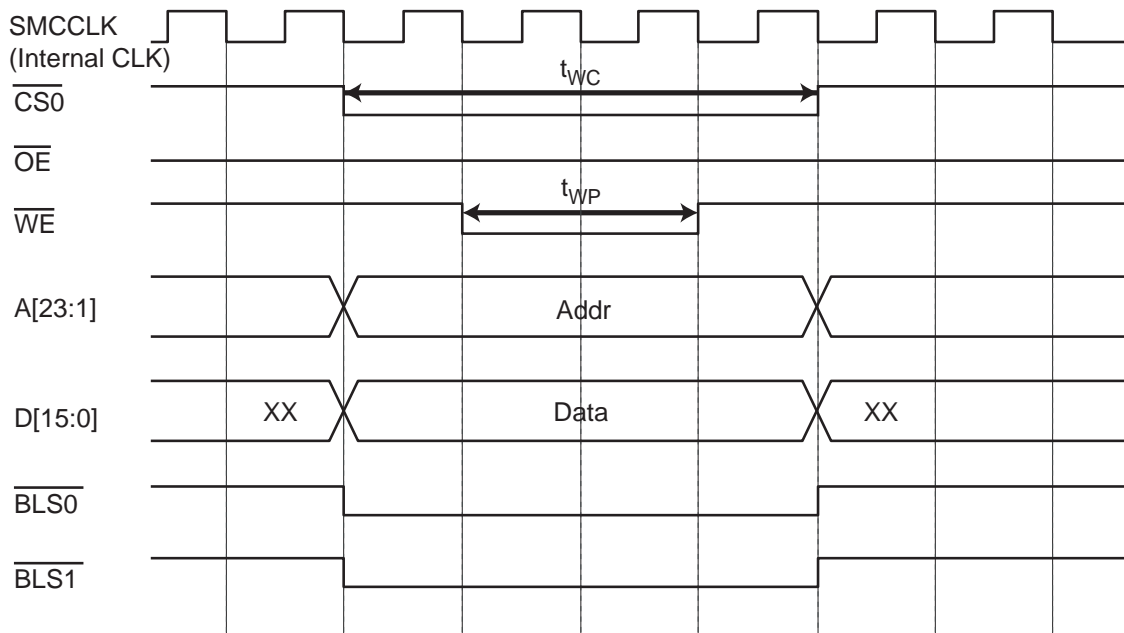 SMCCLK
(Internal CLK)
tWC
CS0
OE
tWP
WE
A[23:1]
Addr
D[15:0]
XX
Data
XX
BLS0
BLS1